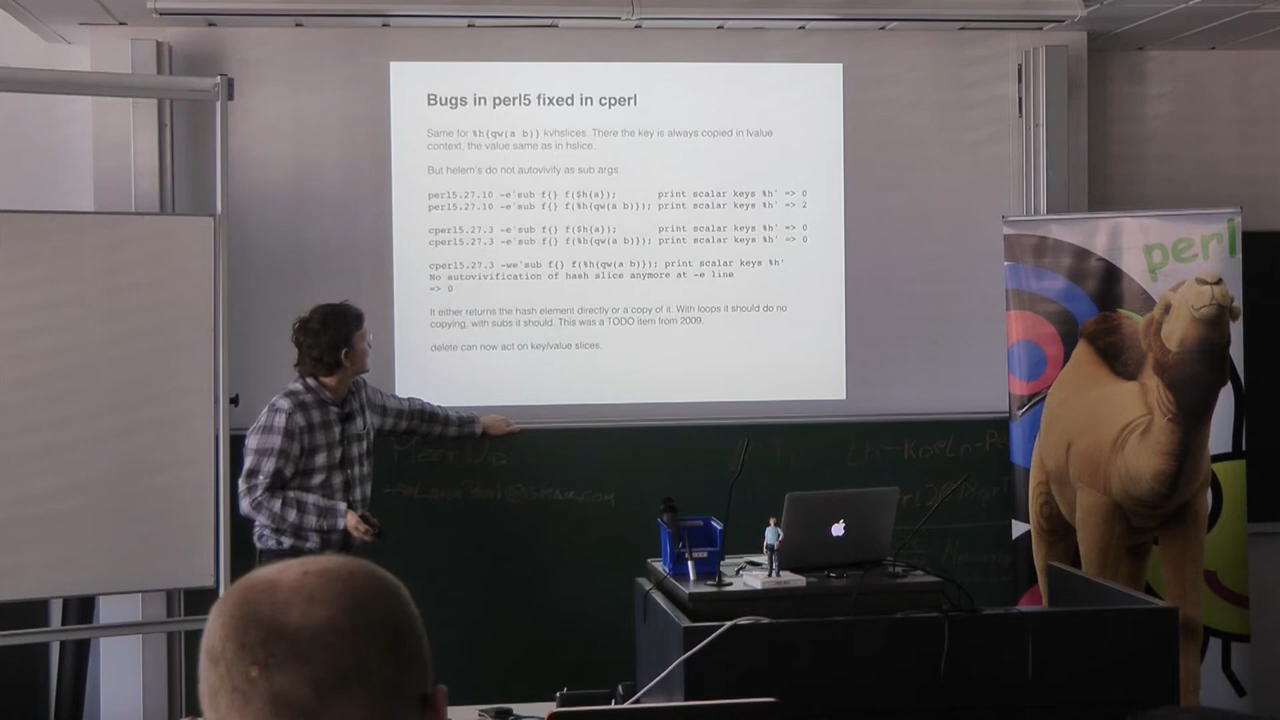 Bugs in perl5 fixed in cperl
Same for %h{qw(a b)} kvhslices. There the key is always copied in lvalue
context, the value same as in hslice.
But helem's do not autovivify as sub args.
perl5.27.10 -e'sub f{} f($h{a}); print scalar keys %h' => 0
perl5.27.10 -e'sub f{} f(%h{qw(a b)}); print scalar keys %h' => 2
cperl5.27.3 -e'sub f{} f($h{a}); print scalar keys %h' => 0
cperl5.27.3 -e'sub f{} f(%h{qw(a b)}); print scalar keys %h' => 0
cperl5.27.3 -we'sub f{} f(%h{qw(a b)}); print scalar keys %h'
No autovivification of hash slice anymore at -e line
=> 0
It either returns the hash element directly or a copy of it. With loops it should do no
copying, with subs it should. This was a TODO item from 2009.
delete can now act on key/value slices.
perl
MeetUp